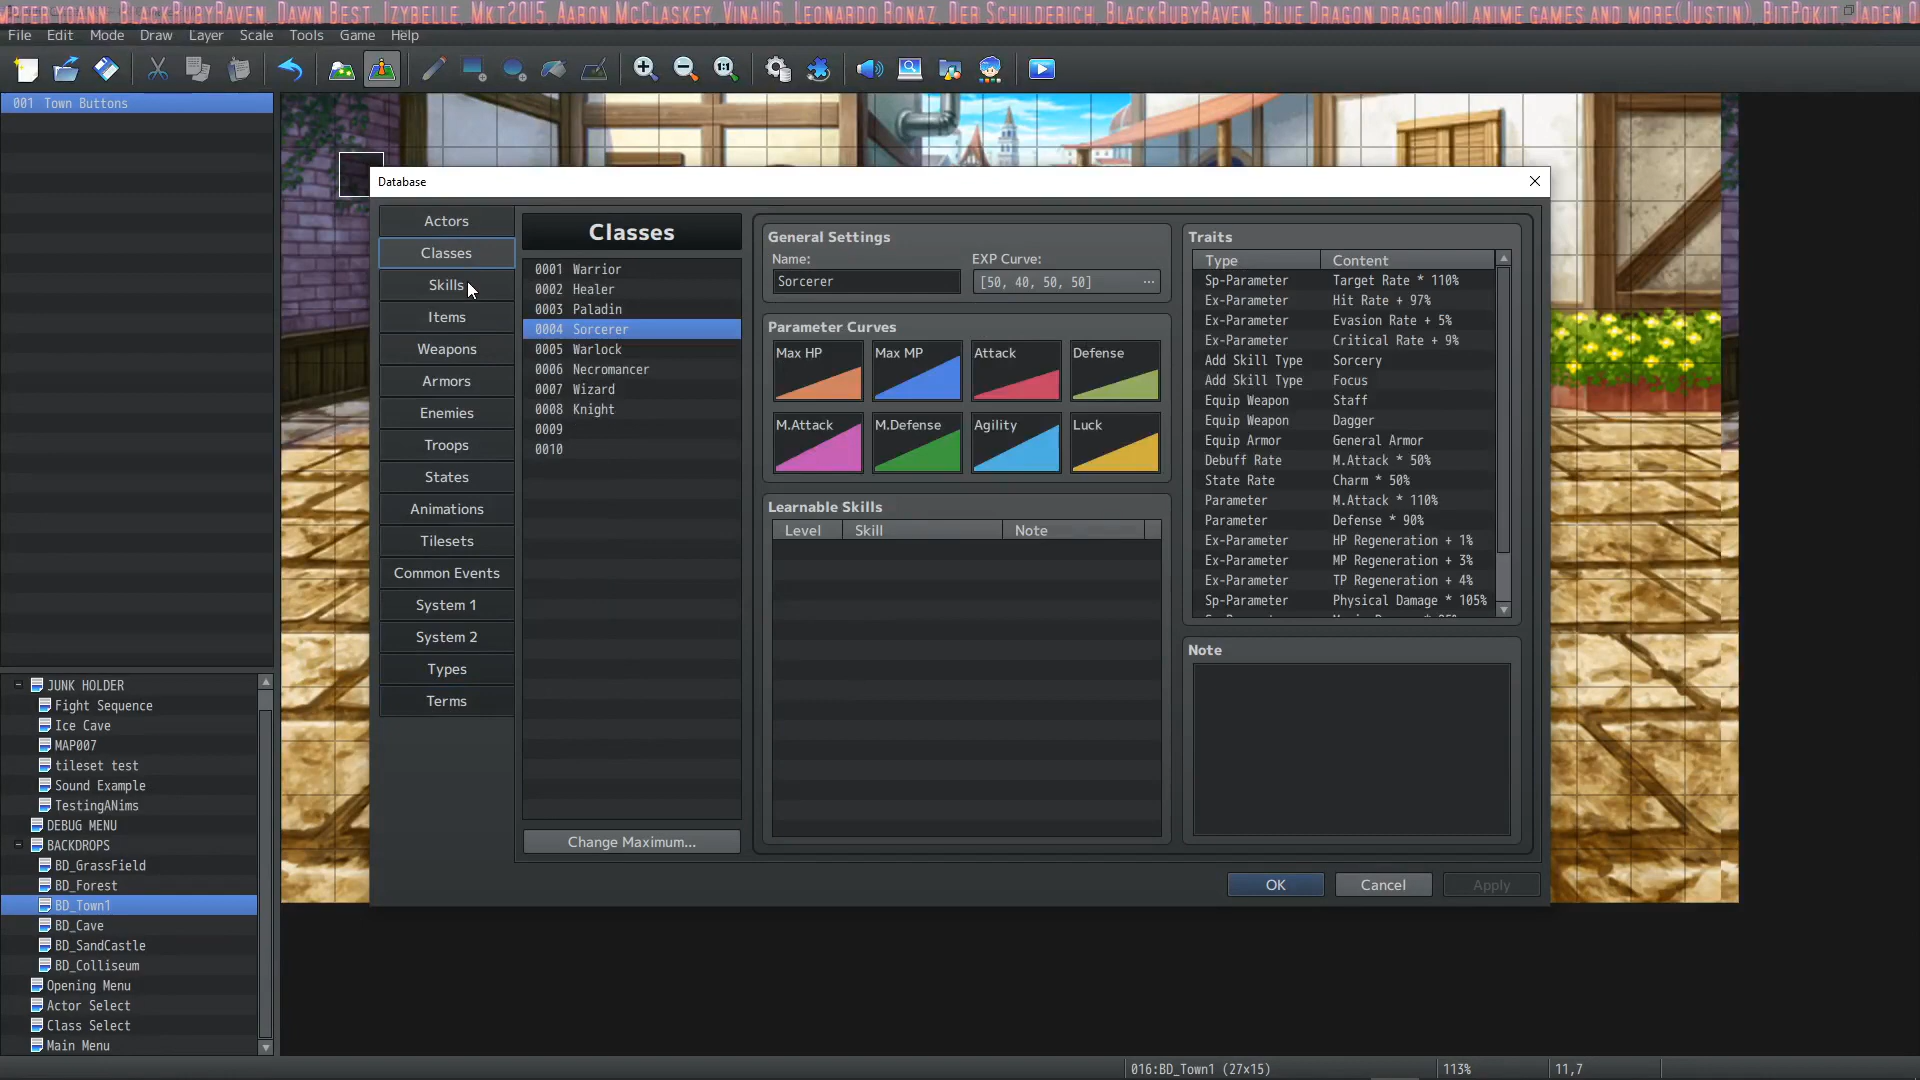 PEER YOANN, BLACKRUBYRAVEN, DAWN BEST, IZYBELLE, MKT2015, AARON MCCLASKEY, VINA116, LEONARDO BONAZ, DER SCHILDERICH, BLACKRUBYRAVEN, BLUE DRAGON DRAGON101, ANIME GAMES AND MORE(JUSTIN), BITPOKIT, JADEN
File Edit Mode Draw Layer Scale Tools Game Help
001 Town Buttons
Database
Actors
Classes
Skills
Items
Weapons
Armors
Enemies
Troops
States
Animations
Tilesets
Common Events
System 1
System 2
Types
Terms
Classes
0001 Warrior
0002 Healer
0003 Paladin
0004 Sorcerer
0005 Warlock
0006 Necromancer
0007 Wizard
0008 Knight
0009
0010
Change Maximum...
General Settings
Name: EXP Curve:
Sorcerer [50, 40, 50, 50] ...
Parameter Curves
Max HP Max MP Attack Defense
M.Attack M.Defense Agility Luck
Learnable Skills
Level Skill Note
Traits
Type Content
Sp-Parameter Target Rate * 110%
Ex-Parameter Hit Rate + 97%
Ex-Parameter Evasion Rate + 5%
Ex-Parameter Critical Rate + 9%
Add Skill Type Sorcery
Add Skill Type Focus
Equip Weapon Staff
Equip Weapon Dagger
Equip Armor General Armor
Debuff Rate M.Attack * 50%
State Rate Charm * 50%
Parameter M.Attack * 110%
Parameter Defense * 90%
Ex-Parameter HP Regeneration + 1%
Ex-Parameter MP Regeneration + 3%
Ex-Parameter TP Regeneration + 4%
Sp-Parameter Physical Damage * 105%
Note
OK Cancel Apply
JUNK HOLDER
Fight Sequence
Ice Cave
MAP007
tileset test
Sound Example
TestingANims
DEBUG MENU
BACKDROPS
BD_GrassField
BD_Forest
BD_Town1
BD_Cave
BD_SandCastle
BD_Colliseum
Opening Menu
Actor Select
Class Select
Main Menu
016:BD_Town1 (27x15) 113% 11,7